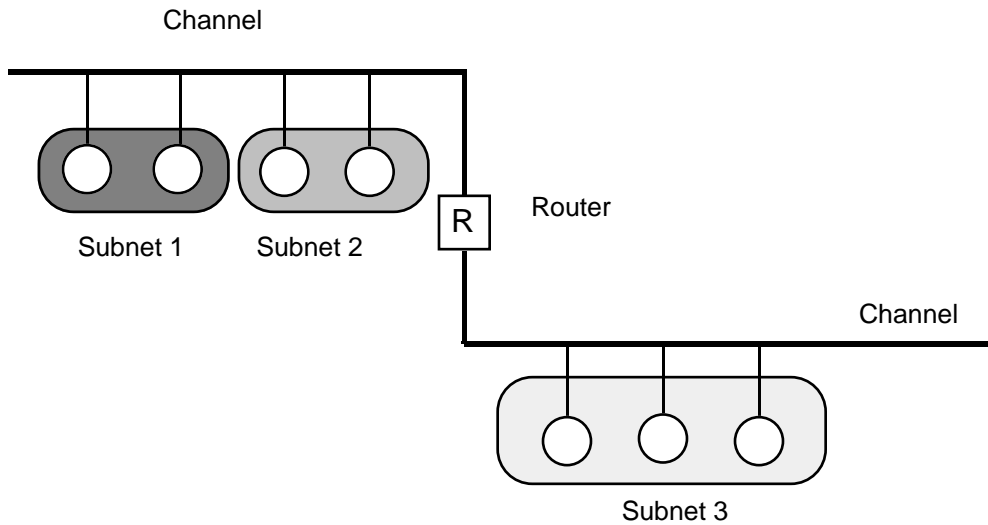 Channel
Subnet 1
Subnet 2
R
Router
Channel
Subnet 3